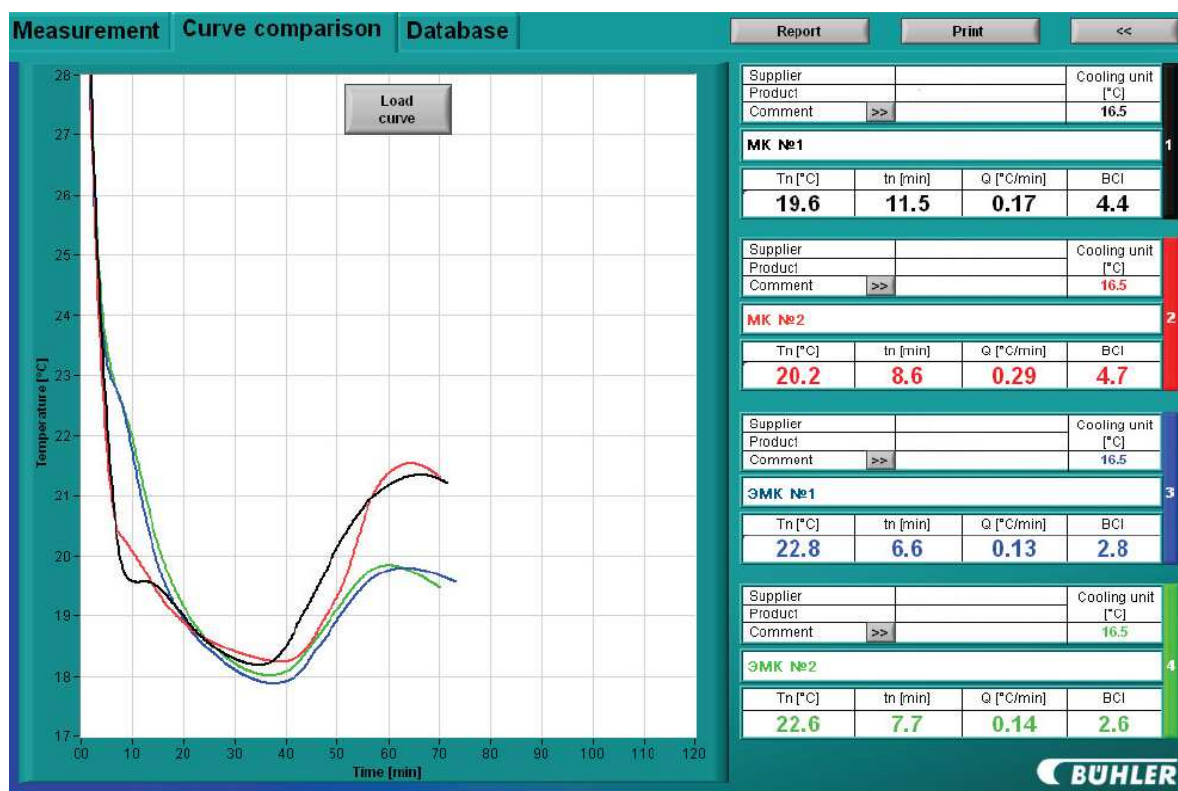 Measurement Curve comparison Database Report Print <<
Load
curve
28
27
26
25
24
23
22
21
20
19
18
17
Temperature [°C]
00 10 20 30 40 50 60 70 80 90 100 110 120
Time [min]
Supplier Cooling unit
Product [°C]
Comment >> 16.5
МК №1
1
Tn [°C] tn [min] Q [°C/min] BCI
19.6 11.5 0.17 4.4
Supplier Cooling unit
Product [°C]
Comment >> 16.5
МК №2
2
Tn [°C] tn [min] Q [°C/min] BCI
20.2 8.6 0.29 4.7
Supplier Cooling unit
Product [°C]
Comment >> 16.5
ЭМК №1
3
Tn [°C] tn [min] Q [°C/min] BCI
22.8 6.6 0.13 2.8
Supplier Cooling unit
Product [°C]
Comment >> 16.5
ЭМК №2
4
Tn [°C] tn [min] Q [°C/min] BCI
22.6 7.7 0.14 2.6
BÜHLER